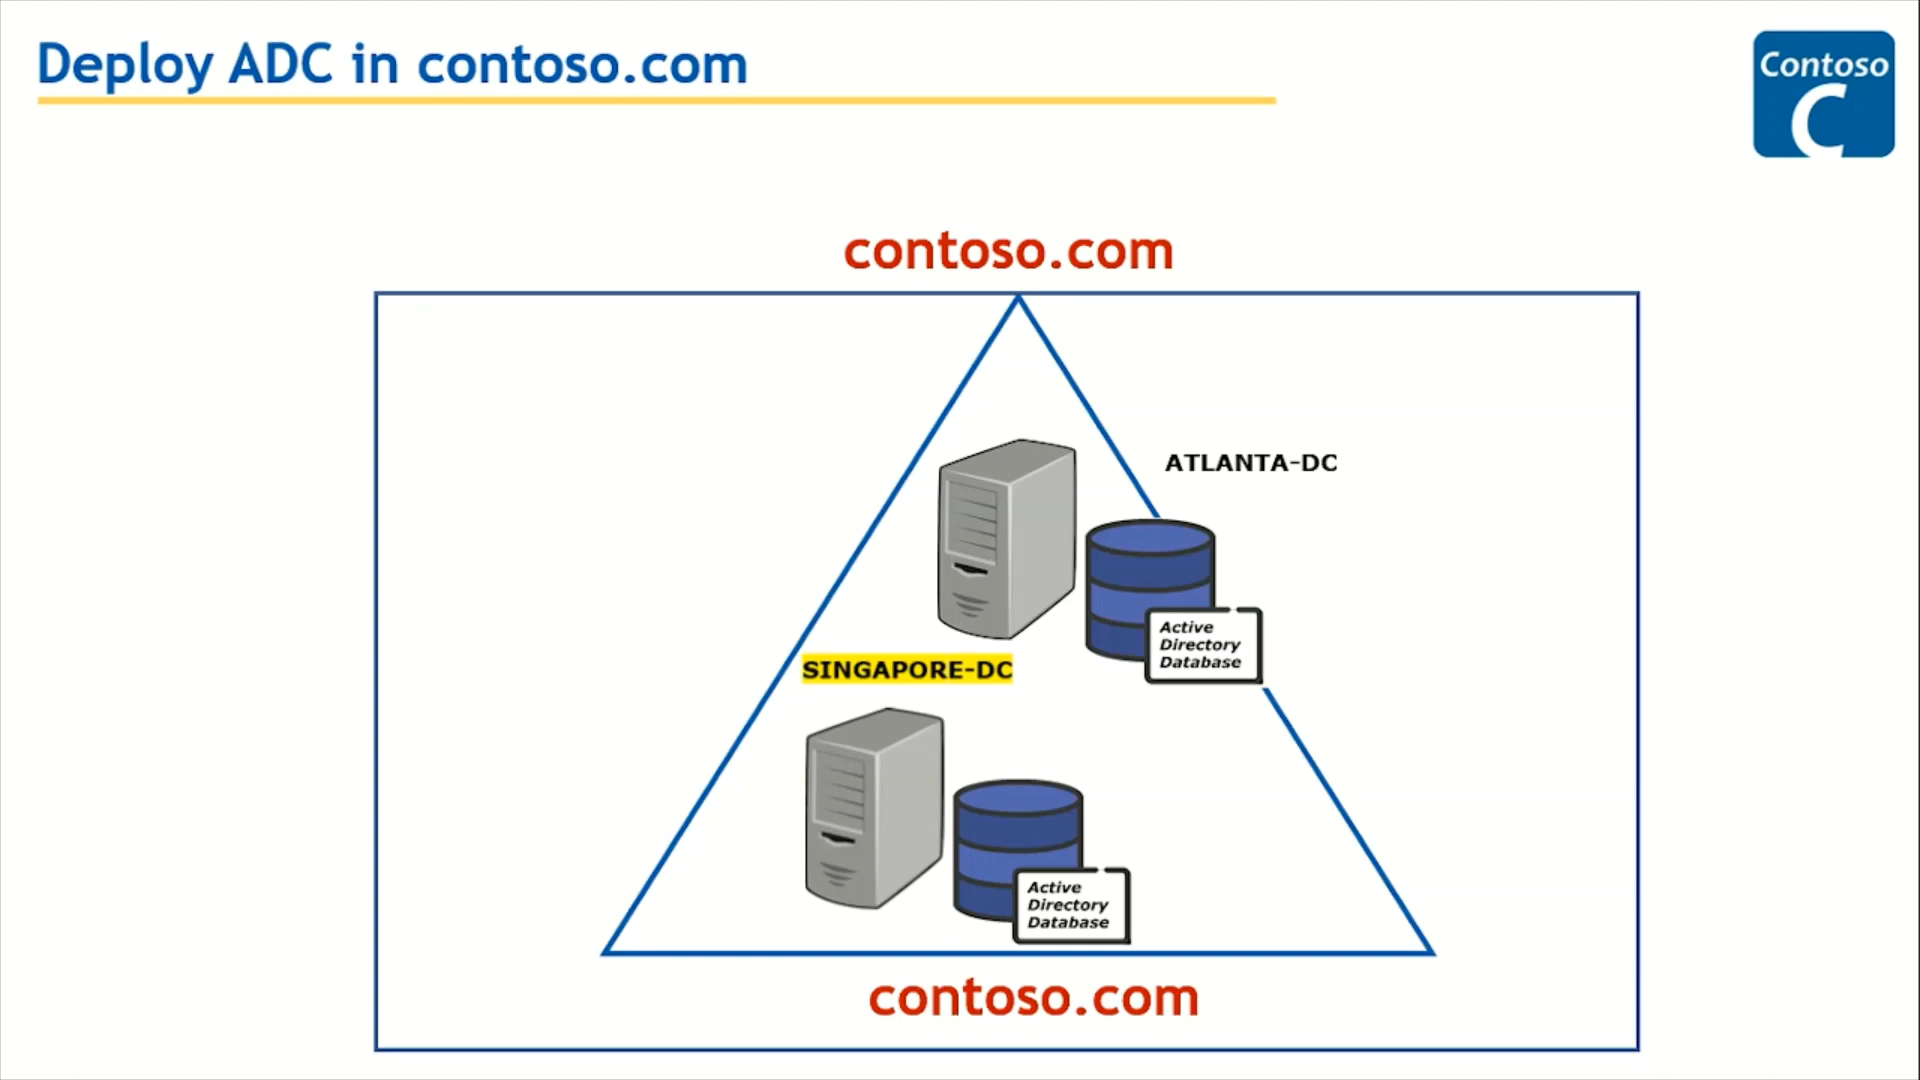 Deploy ADC in contoso.com
Contoso
C
contoso.com
ATLANTA-DC
Active
Directory
Database
SINGAPORE-DC
Active
Directory
Database
contoso.com